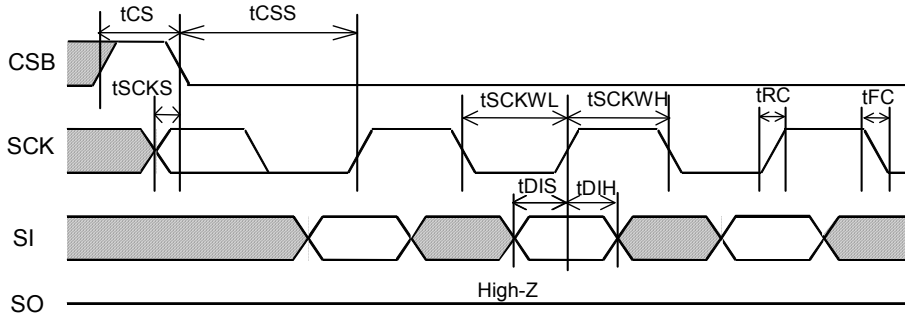 tCS
tCSS
CSB
tSCKS
tSCKWL
tSCKWH
tRC
tFC
SCK
tDIS
tDIH
SI
High-Z
SO